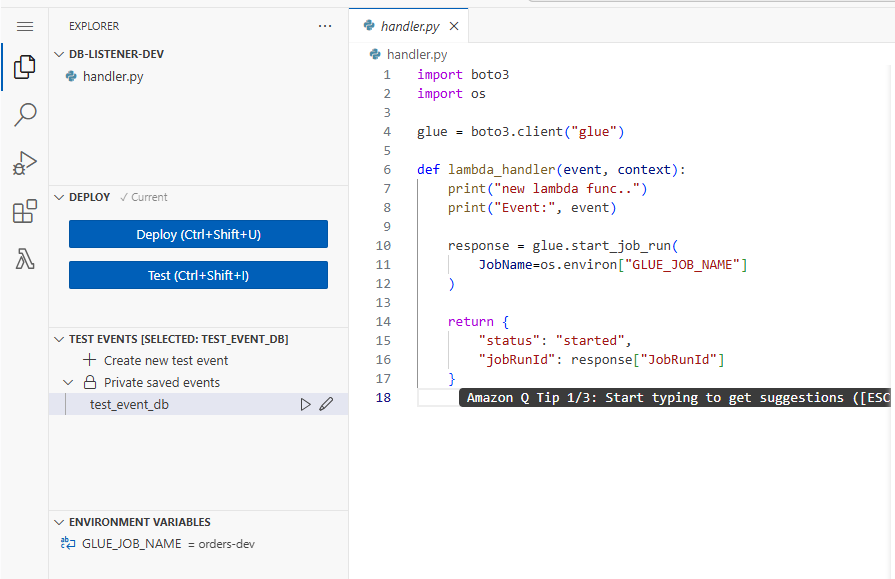 EXPLORER
DB-LISTENER-DEV
handler.py
DEPLOY ✓ Current
Deploy (Ctrl+Shift+U)
Test (Ctrl+Shift+I)
TEST EVENTS [SELECTED: TEST_EVENT_DB]
Create new test event
Private saved events
test_event_db
ENVIRONMENT VARIABLES
GLUE_JOB_NAME = orders-dev
handler.py
handler.py
1 import boto3
2 import os
3
4 glue = boto3.client("glue")
5
6 def lambda_handler(event, context):
7     print("new lambda func..")
8     print("Event:", event)
9
10     response = glue.start_job_run(
11         JobName=os.environ["GLUE_JOB_NAME"]
12     )
13
14     return {
15         "status": "started",
16         "jobRunId": response["JobRunId"]
17     }
18 Amazon Q Tip 1/3: Start typing to get suggestions ([ESC